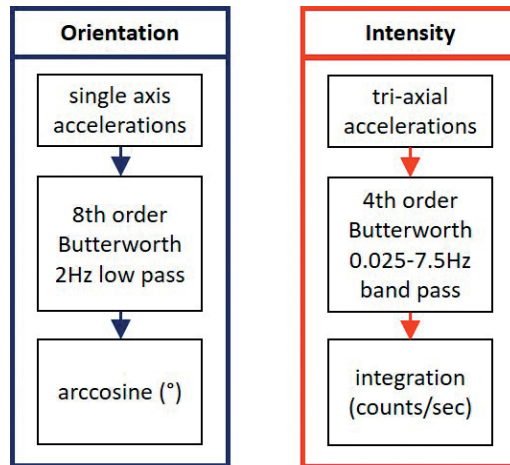 Orientation
single axis
accelerations
8th order
Butterworth
2Hz low pass
arccosine (°)
Intensity
tri-axial
accelerations
4th order
Butterworth
0.025-7.5Hz
band pass
integration
(counts/sec)